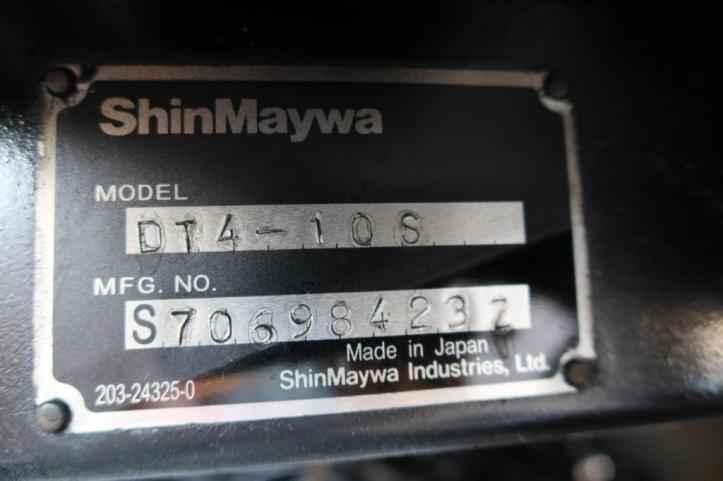 ShinMaywa
MODEL
DT4-10S
MFG. NO.
S706984237
Made in Japan
ShinMaywa Industries, Ltd.
203-24325-0